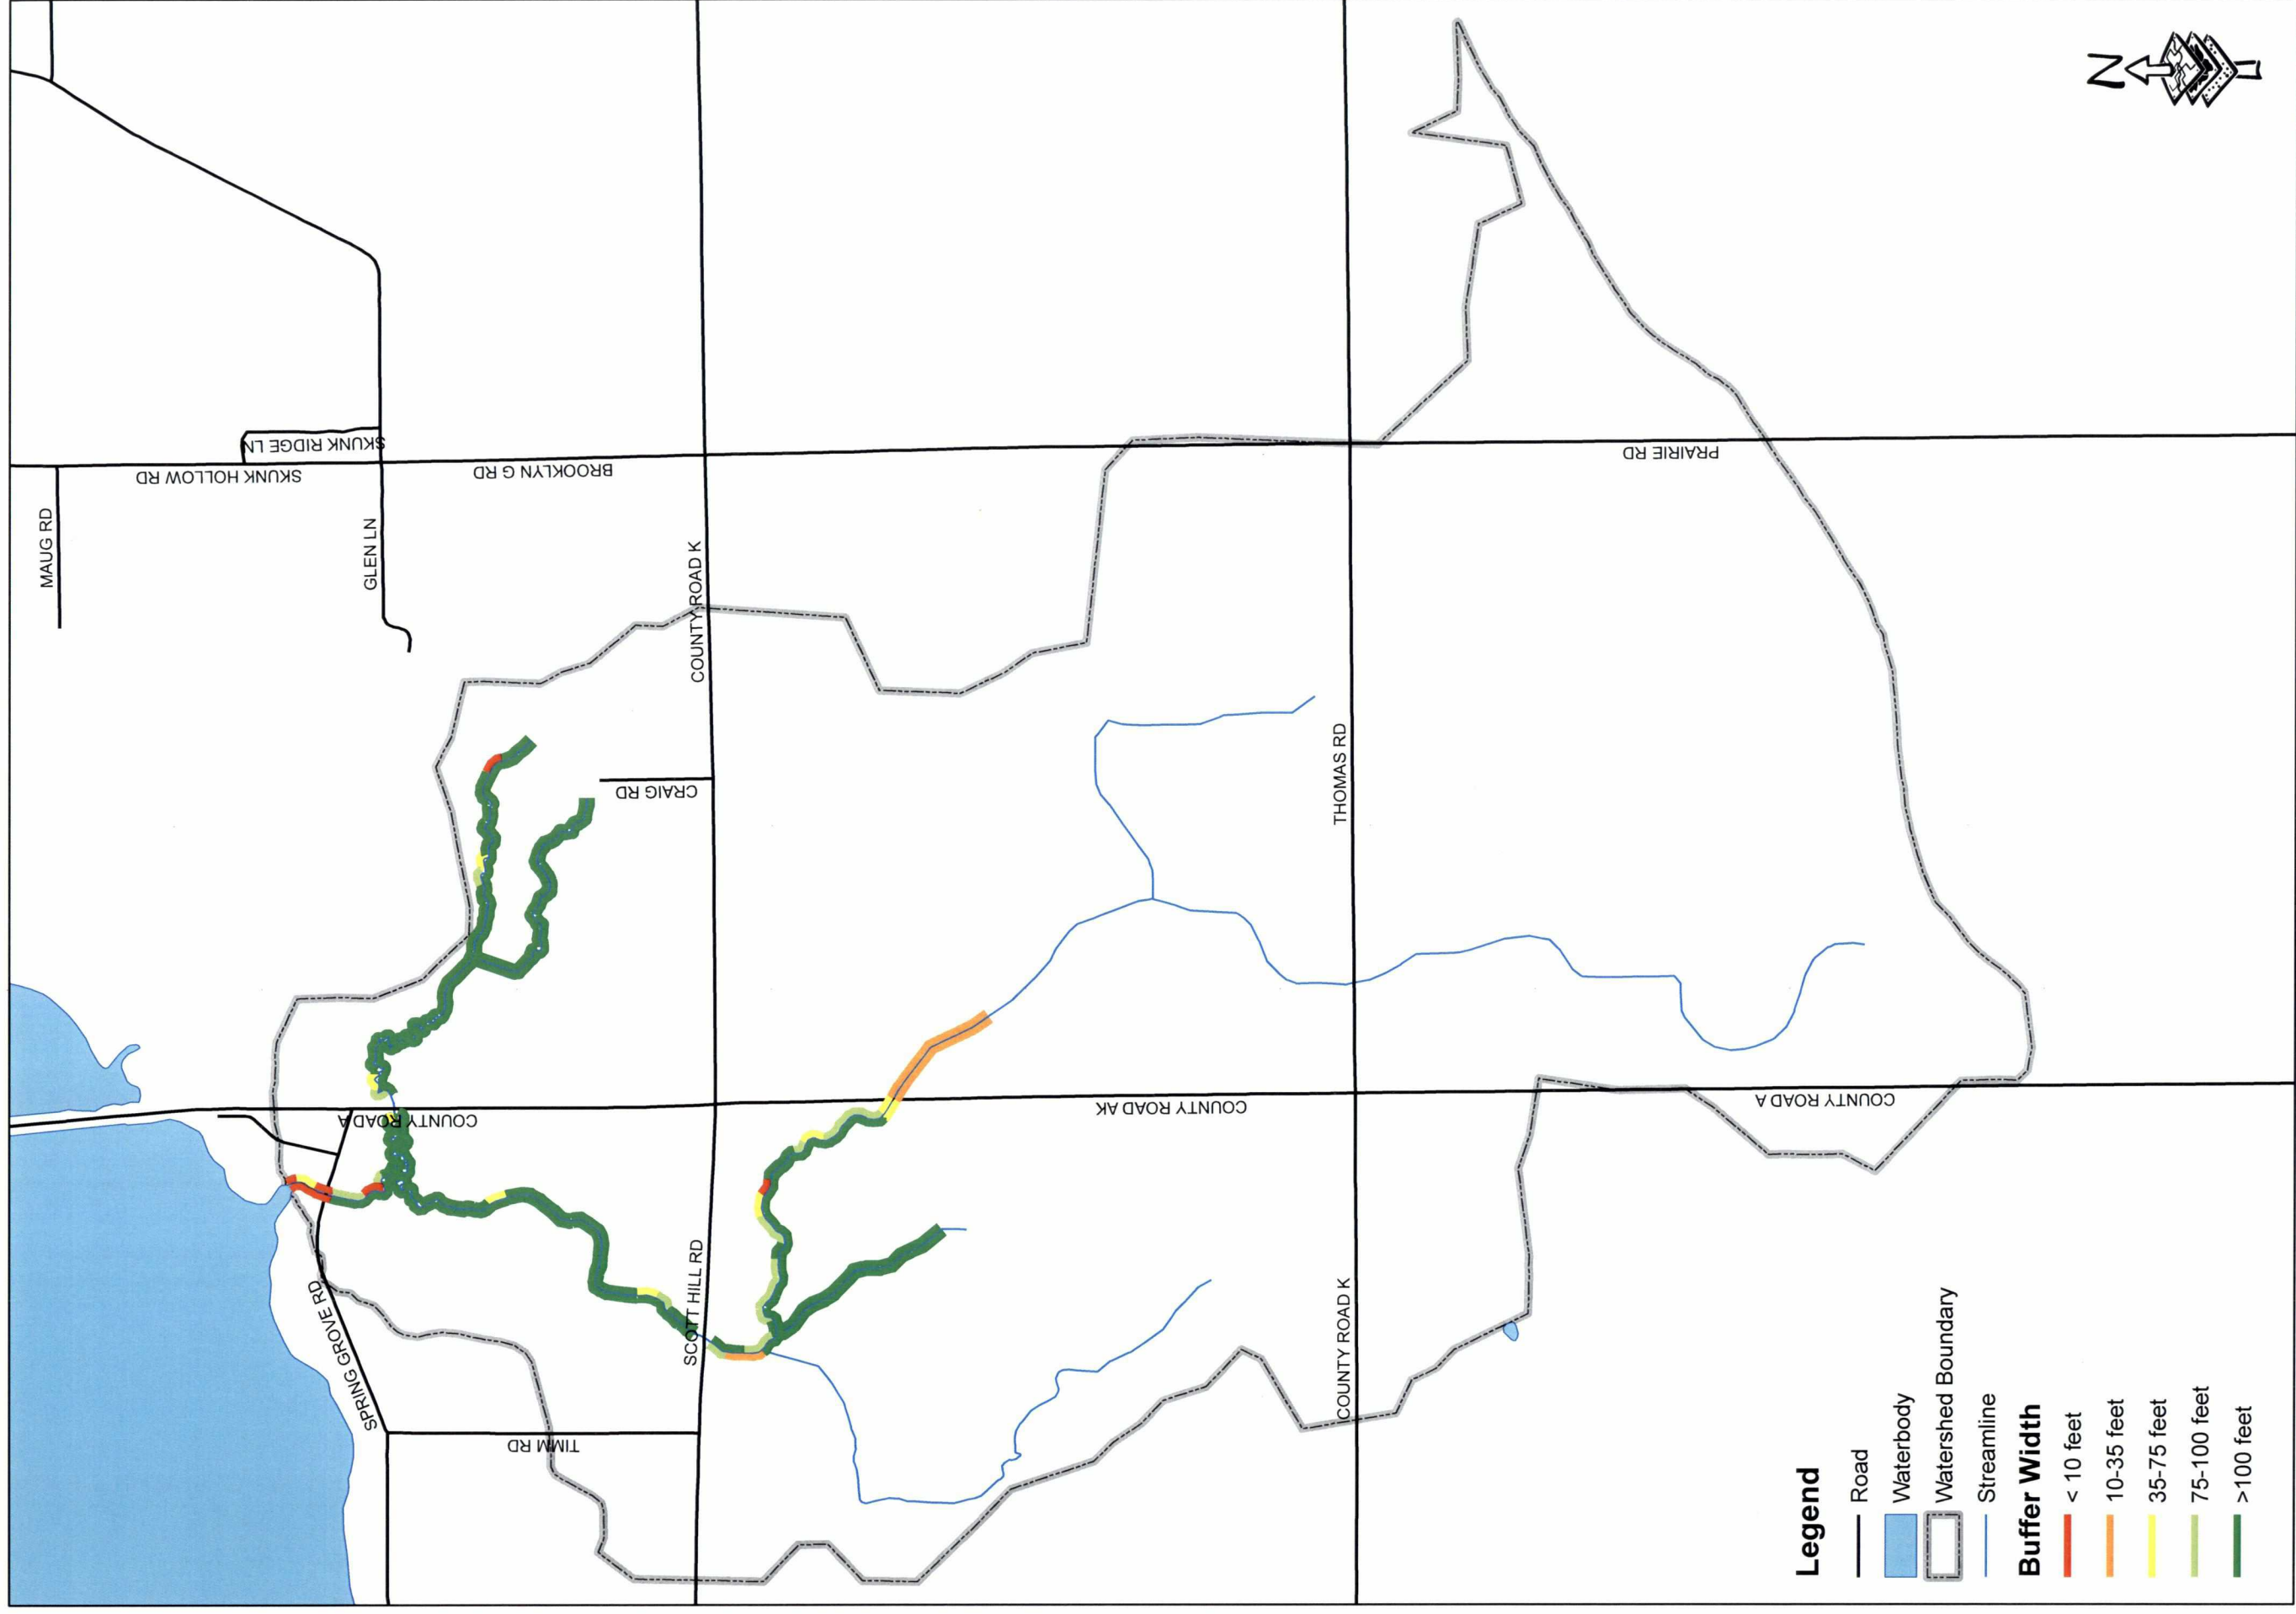 MAUG RD
SKUNK HOLLOW RD
SKUNK RIDGE LN
GLEN LN
BROOKLYN G RD
COUNTY ROAD K
CRAIG RD
COUNTY ROAD A
SPRING GROVE RD
TIMM RD
SCOTT HILL RD
COUNTY ROAD AK
THOMAS RD
PRAIRIE RD
COUNTY ROAD K
COUNTY ROAD A
N
Legend
Road
Waterbody
Watershed Boundary
Streamline
Buffer Width
< 10 feet
10-35 feet
35-75 feet
75-100 feet
>100 feet